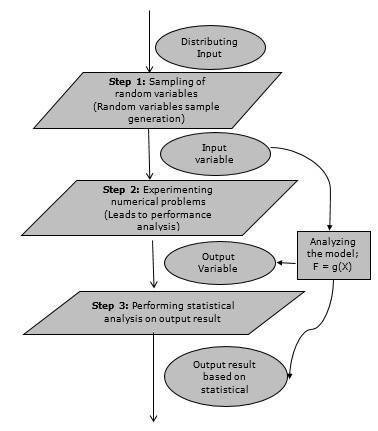 Distributing
Input
Step 1: Sampling of
random variables
(Random variables sample
generation)
Input
variable
Step 2: Experimenting
numerical problems
(Leads to performance
analysis)
Analyzing
the model;
F = g(X)
Output
Variable
Step 3: Performing statistical
analysis on output result
Output result
based on
statistical